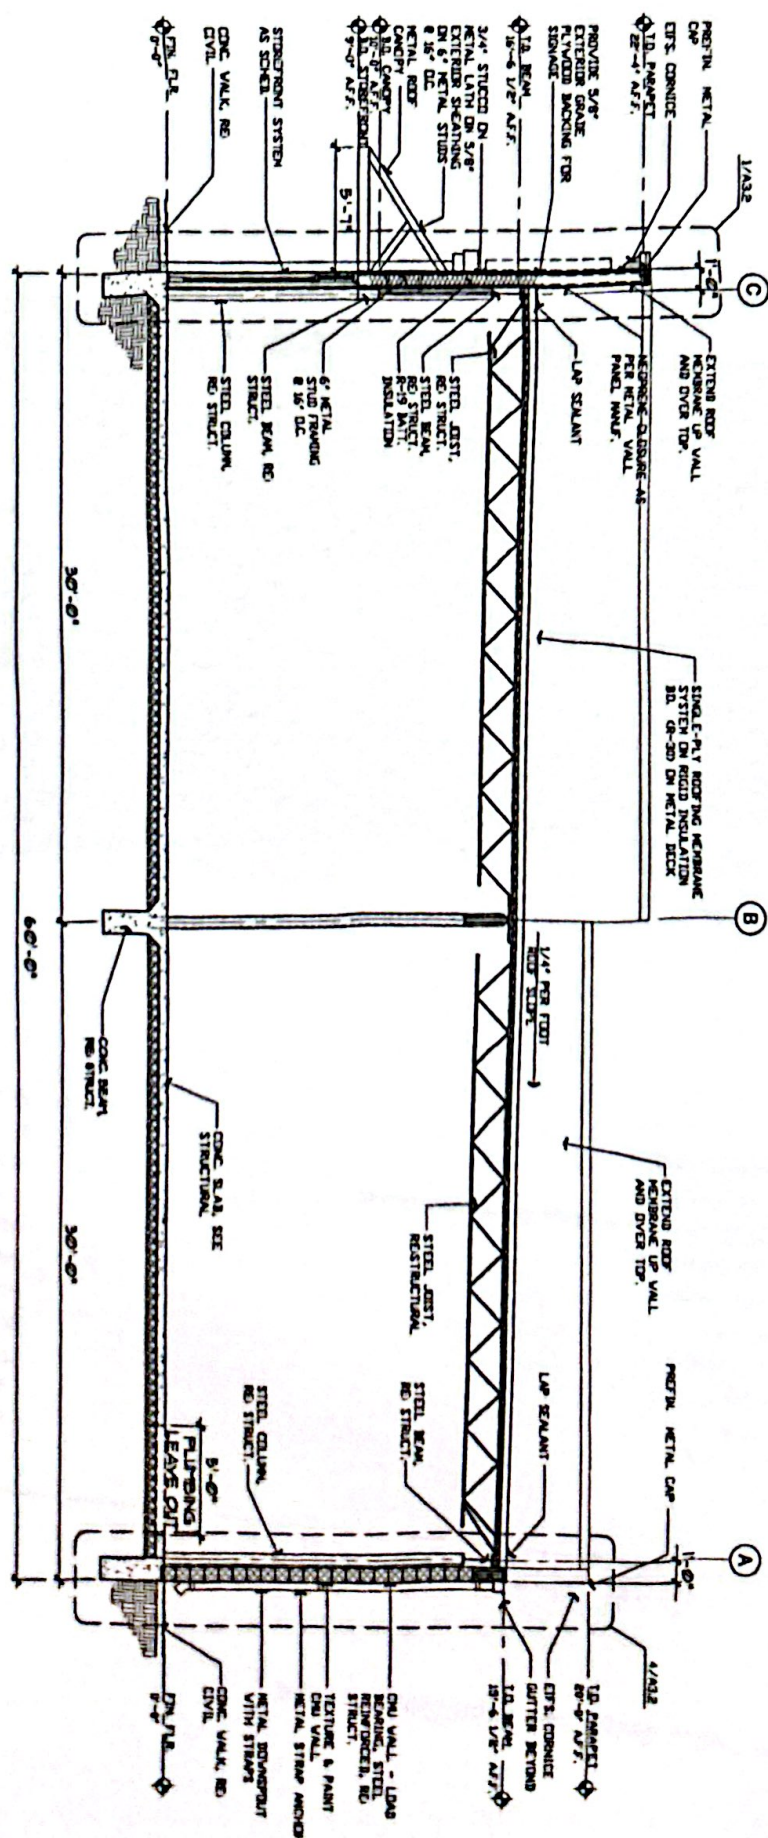 PREFIN. METAL
CAP
EIFS. CORNICE
T.O. PARAPET
22'-4" A.F.F.
PROVIDE 5/8"
EXTERIOR GRADE
PLYWOOD BACKING FOR
SIGNAGE
T.O. BEAM
16'-6 1/2" A.F.F.
3/4" STUCCO ON
METAL LATH ON 5/8"
EXTERIOR SHEATHING
ON 6" METAL STUDS
@ 16" O.C.
METAL ROOF
CANOPY
B.O. CANOPY
10'-0" A.F.F.
T.O. STOREFRONT
9'-0" A.F.F.
STOREFRONT SYSTEM
AS SCHED.
CONC. WALK, RE:
CIVIL
FIN. FLR.
0'-0"
1/A3.2
5'-7"
C
1'-0"
EXTEND ROOF
MEMBRANE UP WALL
AND OVER TOP.
NEOPRENE-CLOSURE-AS
PER METAL WALL
PANEL MANUF.
LAP SEALANT
STEEL JOIST,
RE: STRUCT.
STEEL BEAM,
RE: STRUCT.
R-19 BATT.
INSULATION
6" METAL
STUD FRAMING
@ 16" O.C.
STEEL BEAM, RE:
STRUCT.
STEEL COLUMN,
RE: STRUCT.
SINGLE-PLY ROOFING MEMBRANE
SYSTEM ON RIGID INSULATION
BD. (R-30) ON METAL DECK
30'-0"
B
1/4" PER FOOT
ROOF SLOPE
CONC. BEAM,
RE: STRUCT.
60'-0"
CONC. SLAB, SEE
STRUCTURAL
EXTEND ROOF
MEMBRANE UP WALL
AND OVER TOP.
STEEL JOIST,
RE:STRUCTURAL
30'-0"
PREFIN. METAL CAP
LAP SEALANT
STEEL BEAM,
RE: STRUCT.
STEEL COLUMN,
RE: STRUCT.
5'-0"
PLUMBING
LEAVE OUT
A
1'-0"
4/A3.2
T.O. PARAPET
20'-0" A.F.F.
EIFS. CORNICE
GUTTER BEYOND
T.O. BEAM
15'-6 1/2" A.F.F.
CMU WALL - LOAD
BEARING, STEEL
REINFORCED, RE:
STRUCT.
TEXTURE & PAINT
CMU WALL
METAL STRAP ANCHOR
METAL DOWNSPOUT
WITH STRAPS
CONC. WALK, RE:
CIVIL
FIN. FLR.
0'-0"